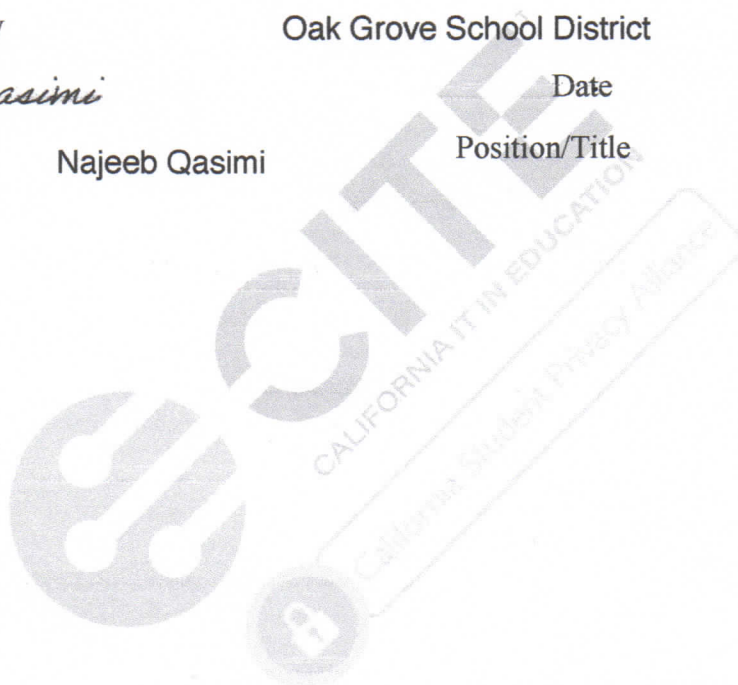 Oak Grove School District
asimi Date
Najeeb Qasimi Position/Title
CITE
CALIFORNIA IT IN EDUCATION
California Student Privacy Alliance